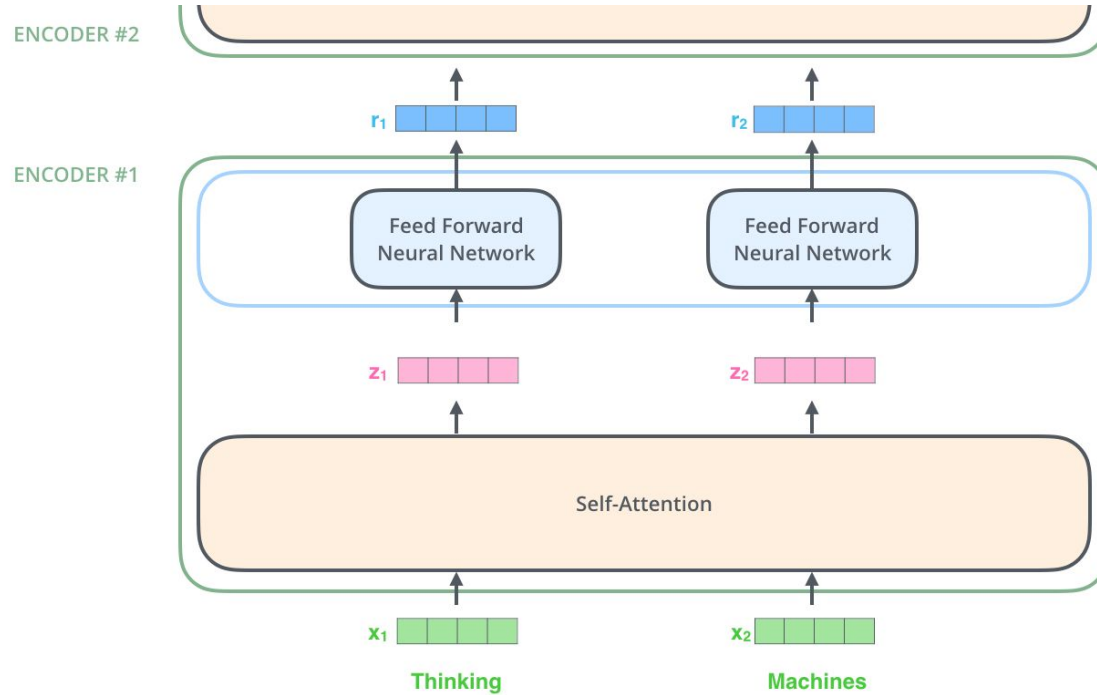 ENCODER #2
r1
r2
ENCODER #1
Feed Forward
Neural Network
Feed Forward
Neural Network
z1
z2
Self-Attention
x1
x2
Thinking
Machines